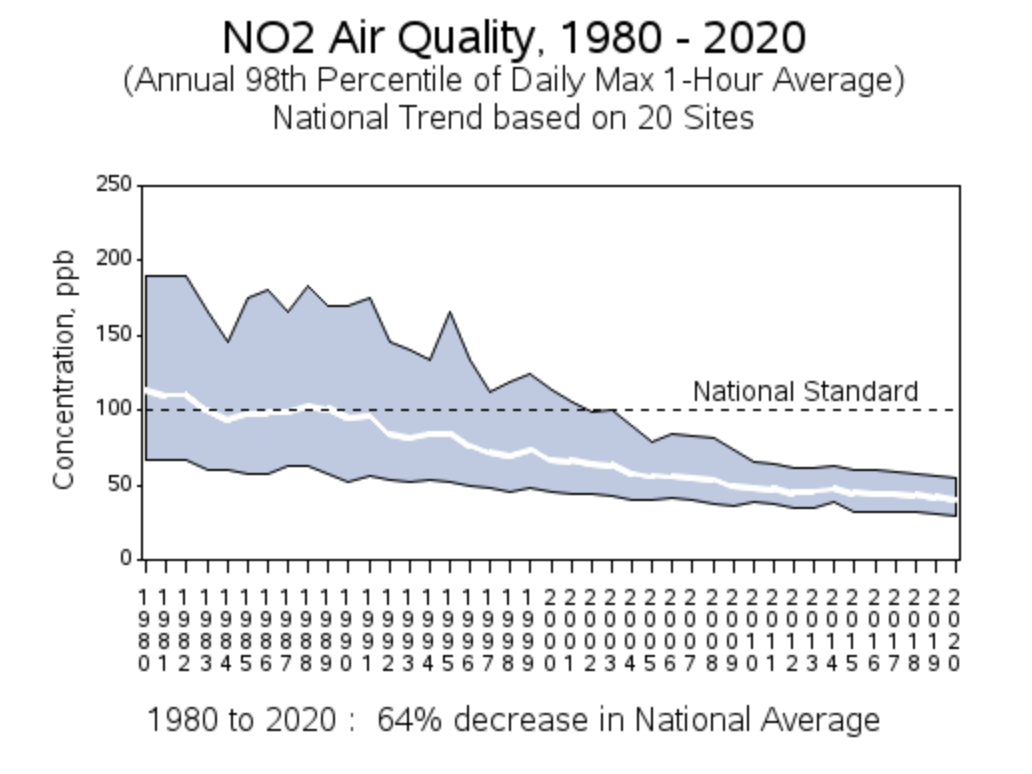 NO2 Air Quality, 1980 - 2020
(Annual 98th Percentile of Daily Max 1-Hour Average)
National Trend based on 20 Sites
Concentration, ppb
250
200
150
100
50
0
National Standard
1980 1981 1982 1983 1984 1985 1986 1987 1988 1989 1990 1991 1992 1993 1994 1995 1996 1997 1998 1999 2000 2001 2002 2003 2004 2005 2006 2007 2008 2009 2010 2011 2012 2013 2014 2015 2016 2017 2018 2019 2020
1980 to 2020 : 64% decrease in National Average